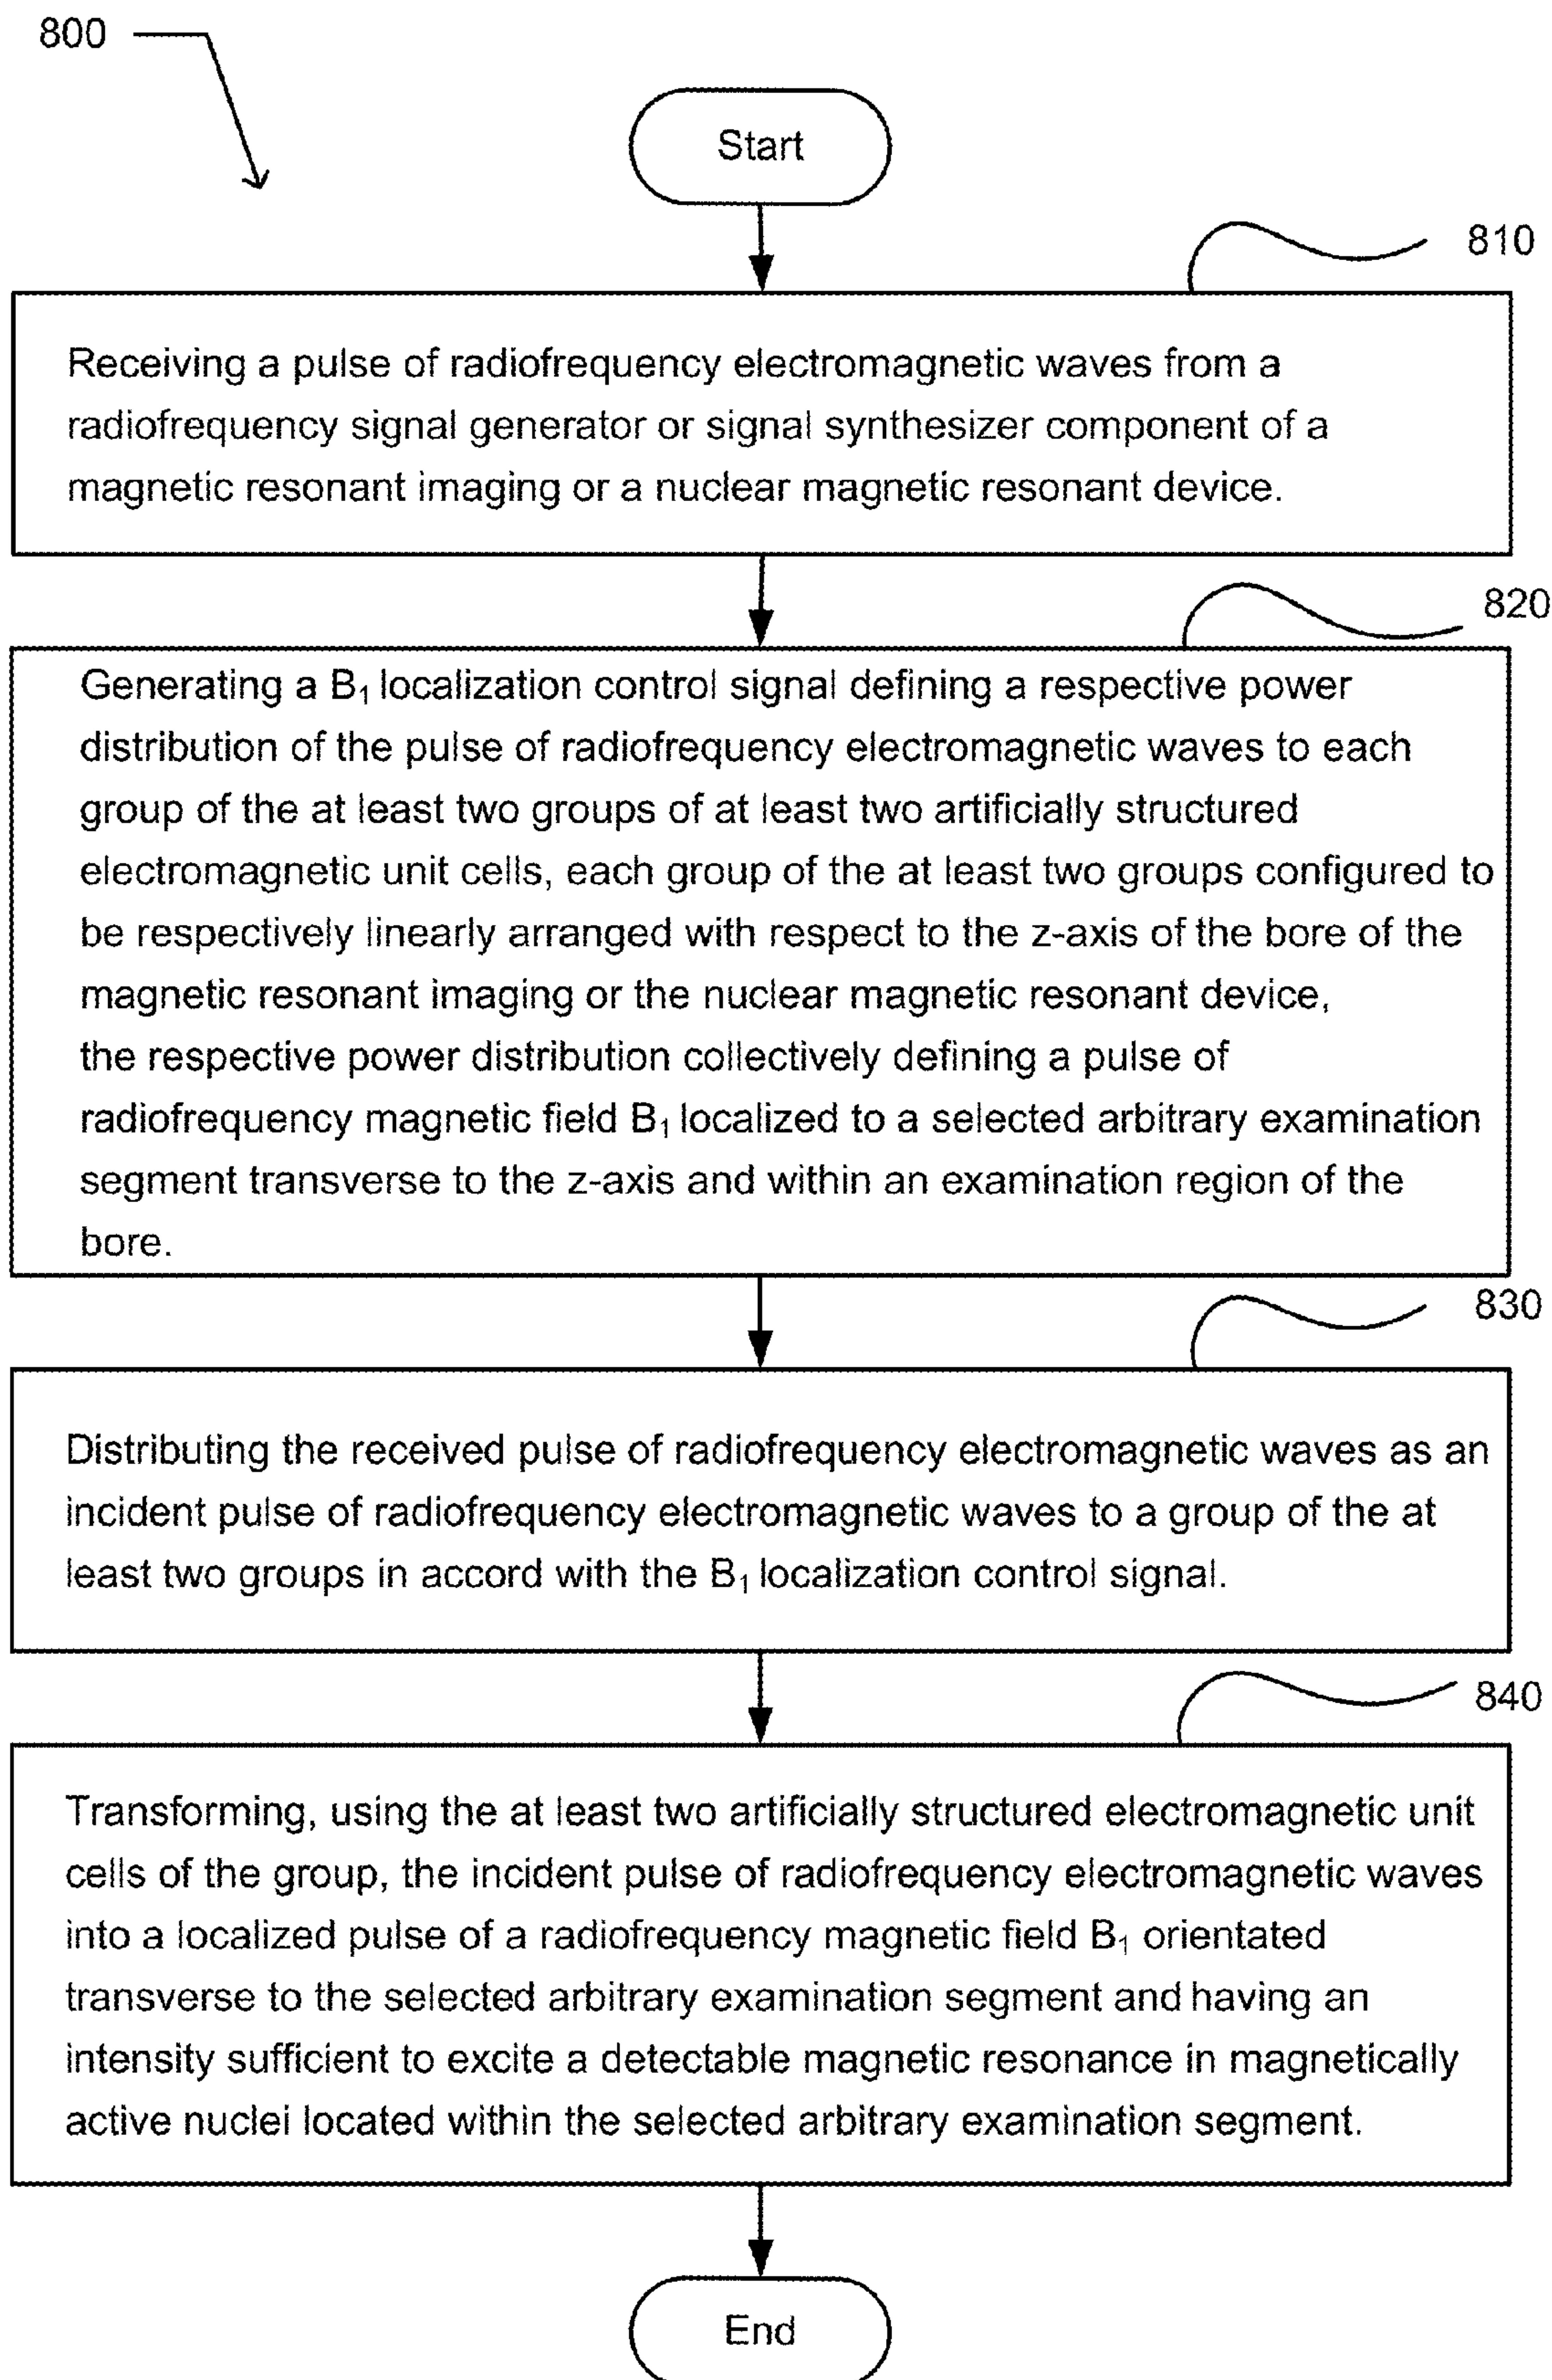 800
Start
810
Receiving a pulse of radiofrequency electromagnetic waves from a
radiofrequency signal generator or signal synthesizer component of a
magnetic resonant imaging or a nuclear magnetic resonant device.
820
Generating a B₁ localization control signal defining a respective power
distribution of the pulse of radiofrequency electromagnetic waves to each
group of the at least two groups of at least two artificially structured
electromagnetic unit cells, each group of the at least two groups configured to
be respectively linearly arranged with respect to the z-axis of the bore of the
magnetic resonant imaging or the nuclear magnetic resonant device,
the respective power distribution collectively defining a pulse of
radiofrequency magnetic field B₁ localized to a selected arbitrary examination
segment transverse to the z-axis and within an examination region of the
bore.
830
Distributing the received pulse of radiofrequency electromagnetic waves as an
incident pulse of radiofrequency electromagnetic waves to a group of the at
least two groups in accord with the B₁ localization control signal.
840
Transforming, using the at least two artificially structured electromagnetic unit
cells of the group, the incident pulse of radiofrequency electromagnetic waves
into a localized pulse of a radiofrequency magnetic field B₁ orientated
transverse to the selected arbitrary examination segment and having an
intensity sufficient to excite a detectable magnetic resonance in magnetically
active nuclei located within the selected arbitrary examination segment.
End